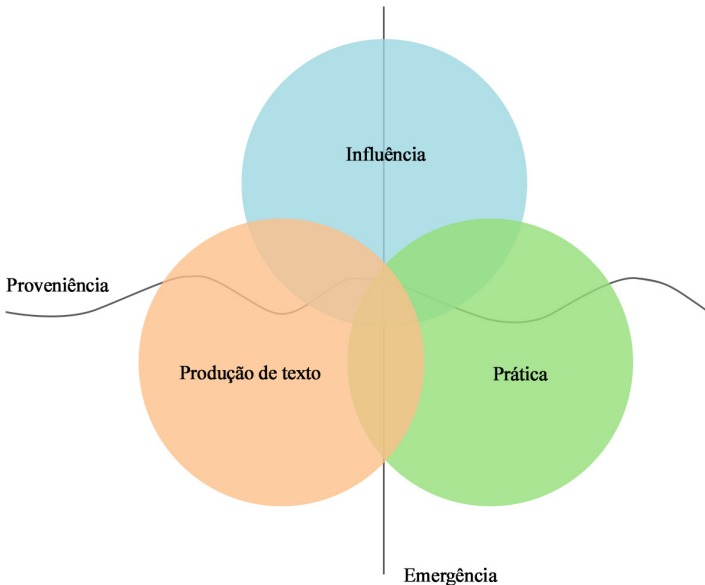 Influência
Proveniência
Produção de texto
Prática
Emergência